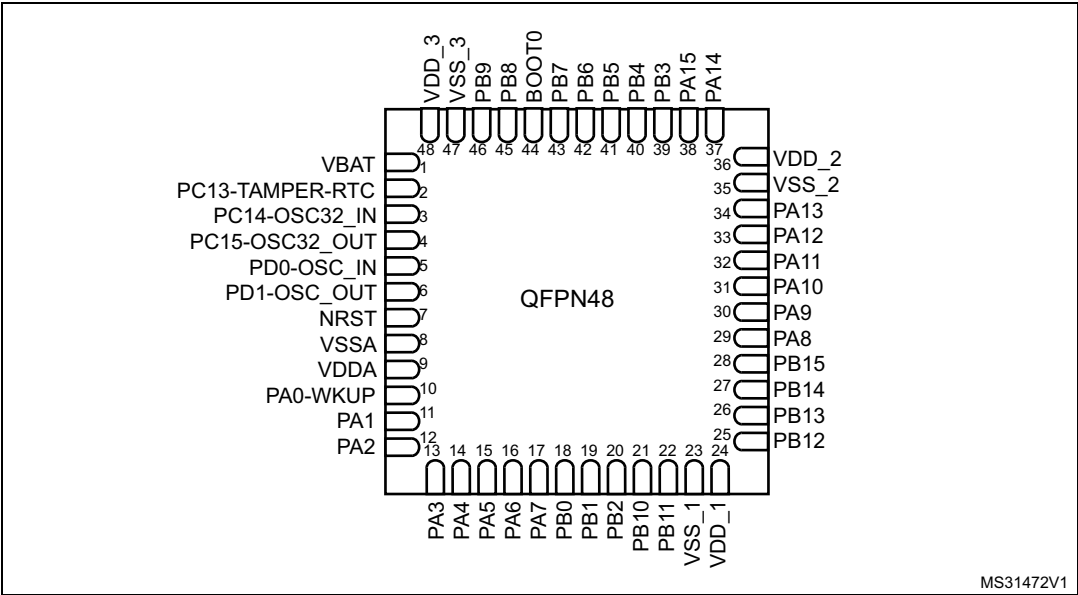 VDD_3
VSS_3
PB9
PB8
BOOT0
PB7
PB6
PB5
PB4
PB3
PA15
PA14
48 47 46 45 44 43 42 41 40 39 38 37
VBAT 1
PC13-TAMPER-RTC 2
PC14-OSC32_IN 3
PC15-OSC32_OUT 4
PD0-OSC_IN 5
PD1-OSC_OUT 6
NRST 7
VSSA 8
VDDA 9
PA0-WKUP 10
PA1 11
PA2 12
QFPN48
36 VDD_2
35 VSS_2
34 PA13
33 PA12
32 PA11
31 PA10
30 PA9
29 PA8
28 PB15
27 PB14
26 PB13
25 PB12
13 14 15 16 17 18 19 20 21 22 23 24
PA3
PA4
PA5
PA6
PA7
PB0
PB1
PB2
PB10
PB11
VSS_1
VDD_1
MS31472V1